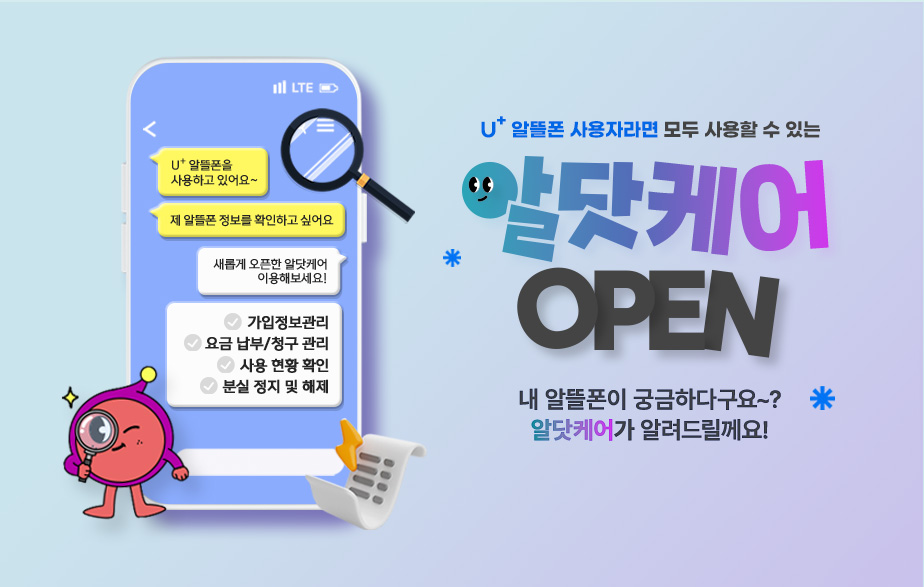 LTE
U+ 알뜰폰을
사용하고 있어요~
제 알뜰폰 정보를 확인하고 싶어요
새롭게 오픈한 알닷케어
이용해보세요!
가입정보관리
요금 납부/청구 관리
사용 현황 확인
분실 정지 및 해제
U+ 알뜰폰 사용자라면 모두 사용할 수 있는
알닷케어
OPEN
내 알뜰폰이 궁금하다구요~?
알닷케어가 알려드릴께요!